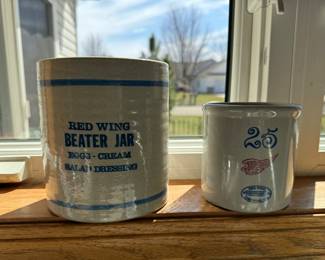 RED WING
BEATER JAR
EGGS - CREAM
SALAD DRESSING
25